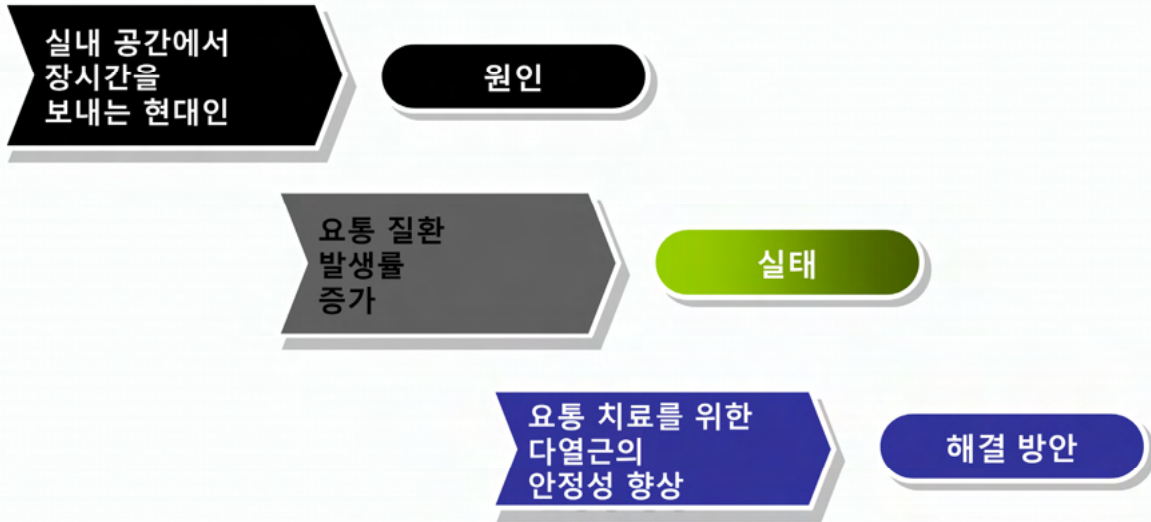 실내 공간에서
장시간을
보내는 현대인
원인
요통 질환
발생률
증가
실태
요통 치료를 위한
다열근의
안정성 향상
해결 방안